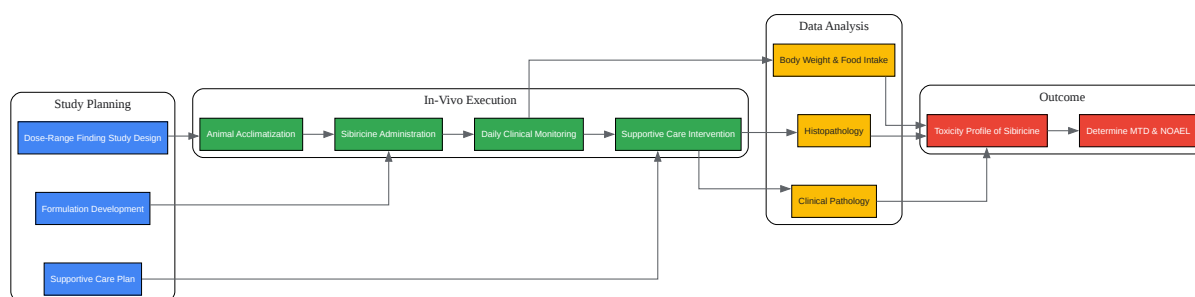 Study Planning
Dose-Range Finding Study Design
Formulation Development
Supportive Care Plan
In-Vivo Execution
Animal Acclimatization
Sibiricine Administration
Daily Clinical Monitoring
Supportive Care Intervention
Data Analysis
Body Weight & Food Intake
Histopathology
Clinical Pathology
Outcome
Toxicity Profile of Sibiricine
Determine MTD & NOAEL